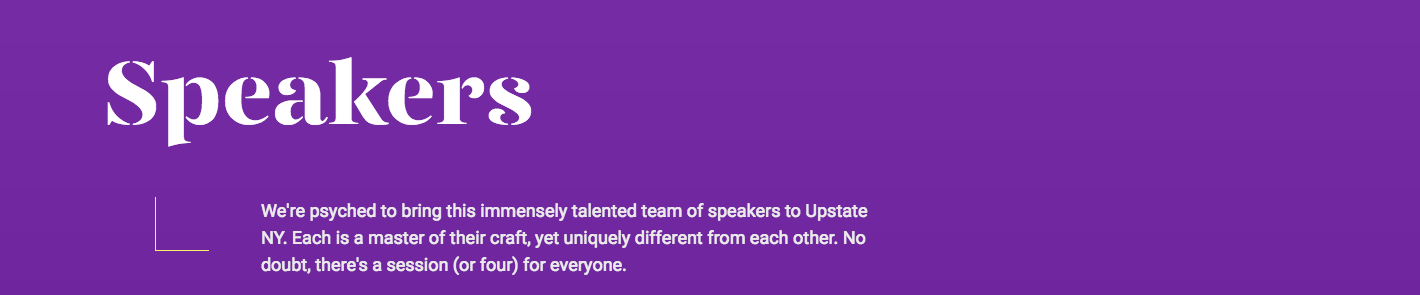 Speakers
We're psyched to bring this immensely talented team of speakers to Upstate
NY. Each is a master of their craft, yet uniquely different from each other. No
doubt, there's a session (or four) for everyone.